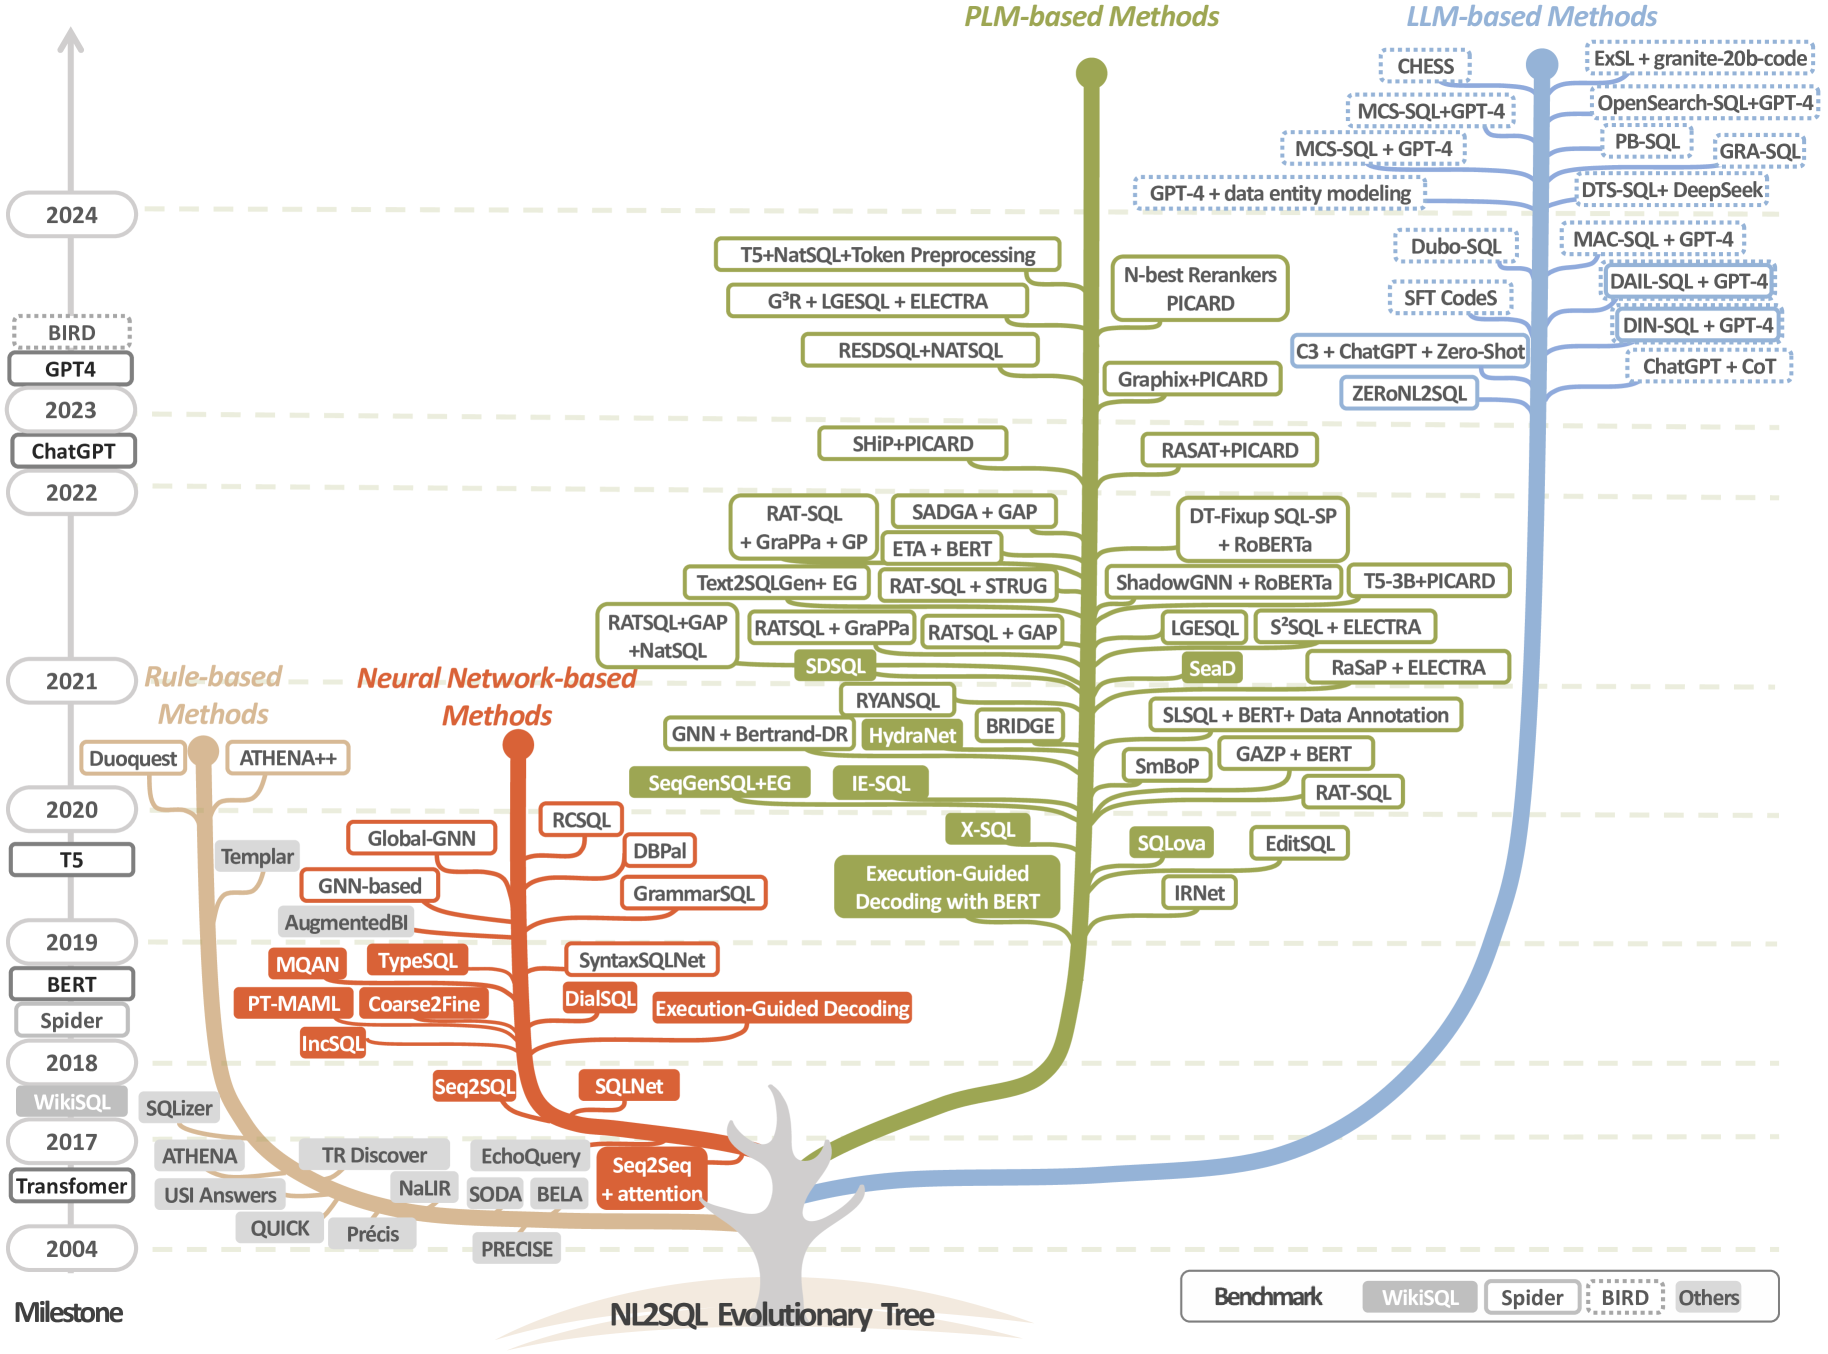 PLM-based Methods
LLM-based Methods
CHESS
ExSL + granite-20b-code
MCS-SQL+GPT-4
OpenSearch-SQL+GPT-4
MCS-SQL + GPT-4
PB-SQL
GRA-SQL
GPT-4 + data entity modeling
DTS-SQL+ DeepSeek
2024
T5+NatSQL+Token Preprocessing
G³R + LGESQL + ELECTRA
RESDSQL+NATSQL
N-best Rerankers
PICARD
Graphix+PICARD
Dubo-SQL
MAC-SQL + GPT-4
SFT CodeS
DAIL-SQL + GPT-4
DIN-SQL + GPT-4
C3 + ChatGPT + Zero-Shot
ChatGPT + CoT
ZERoNL2SQL
BIRD
GPT4
2023
ChatGPT
SHiP+PICARD
RASAT+PICARD
2022
RAT-SQL
+ GraPPa + GP
SADGA + GAP
ETA + BERT
DT-Fixup SQL-SP
+ RoBERTa
Text2SQLGen+ EG
RAT-SQL + STRUG
ShadowGNN + RoBERTa
T5-3B+PICARD
RATSQL+GAP
+NatSQL
RATSQL + GraPPa
RATSQL + GAP
LGESQL
S²SQL + ELECTRA
SDSQL
SeaD
RaSaP + ELECTRA
2021
Rule-based
Methods
Neural Network-based
Methods
RYANSQL
GNN + Bertrand-DR
HydraNet
BRIDGE
SLSQL + BERT+ Data Annotation
SmBoP
GAZP + BERT
SeqGenSQL+EG
IE-SQL
RAT-SQL
Duoquest
ATHENA++
2020
T5
Templar
Global-GNN
RCSQL
DBPal
GNN-based
GrammarSQL
AugmentedBI
X-SQL
SQLova
EditSQL
Execution-Guided
Decoding with BERT
IRNet
2019
BERT
Spider
MQAN
TypeSQL
SyntaxSQLNet
PT-MAML
Coarse2Fine
DialSQL
Execution-Guided Decoding
IncSQL
2018
WikiSQL
SQLizer
Seq2SQL
SQLNet
2017
Transfomer
ATHENA
TR Discover
EchoQuery
Seq2Seq
+ attention
USI Answers
NaLIR
SODA
BELA
QUICK
Précis
PRECISE
2004
Milestone
NL2SQL Evolutionary Tree
Benchmark
WikiSQL
Spider
BIRD
Others